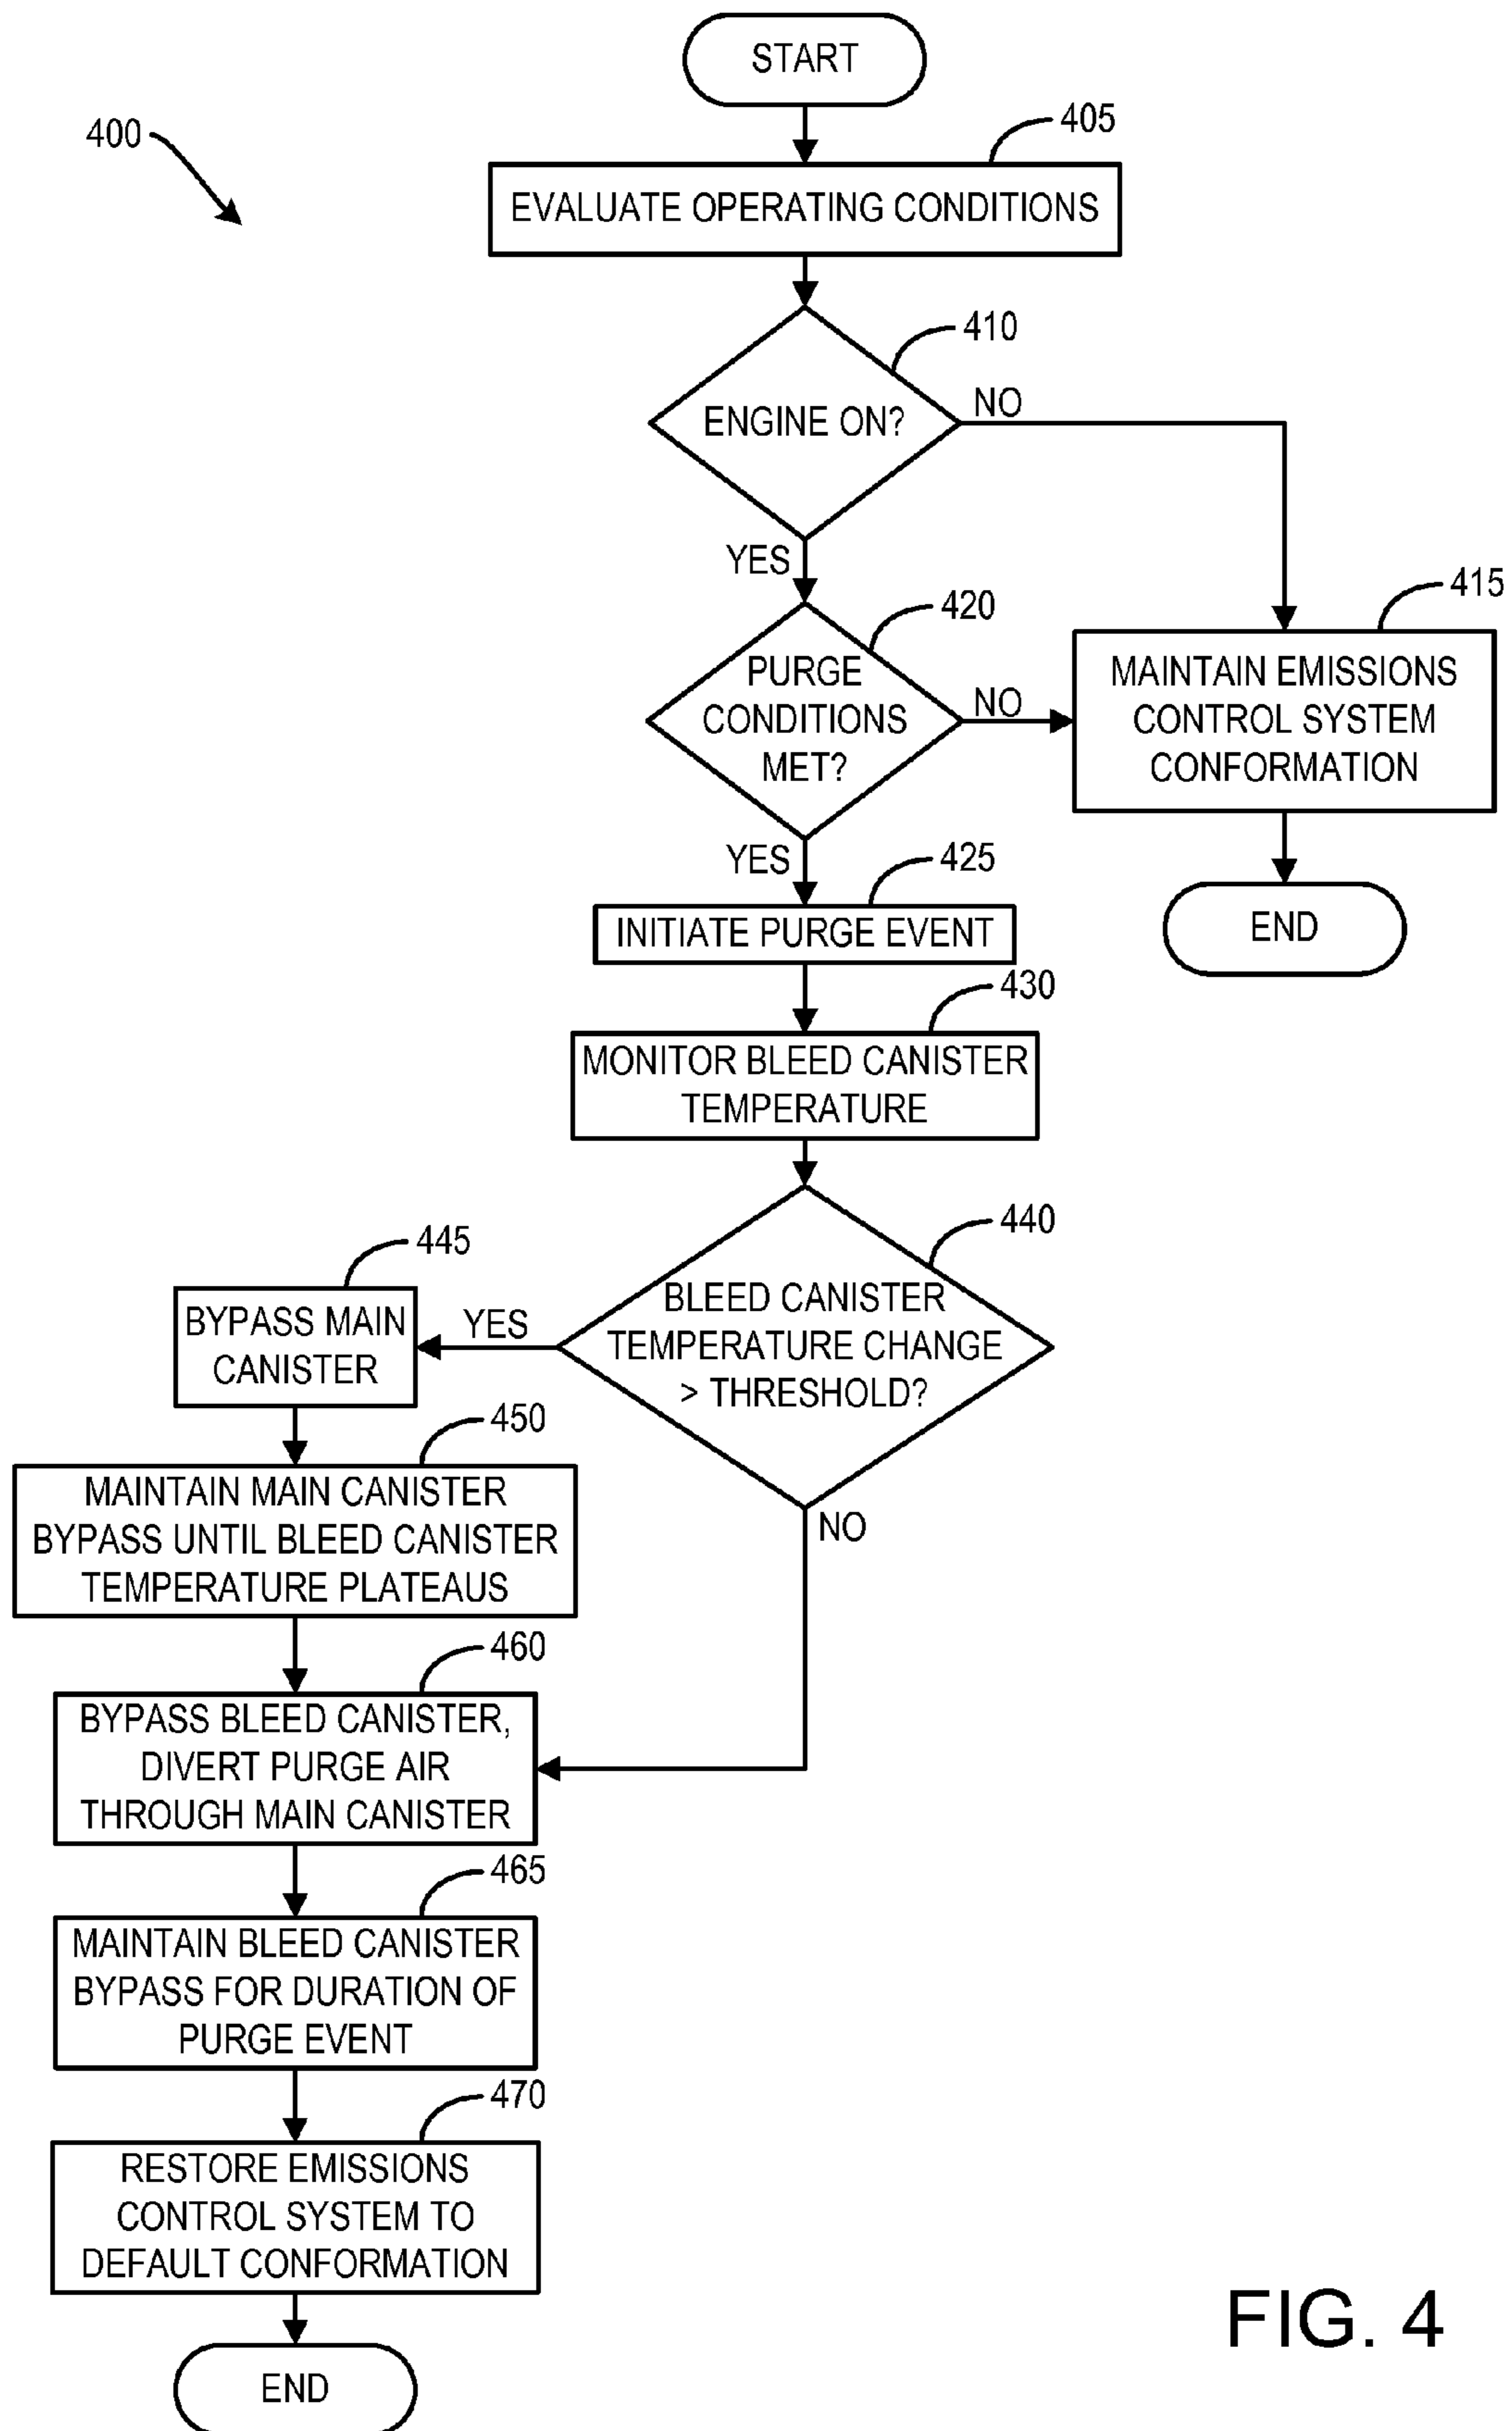 START
400
405
EVALUATE OPERATING CONDITIONS
410
ENGINE ON?
NO
YES
415
420
PURGE
CONDITIONS
MET?
NO
MAINTAIN EMISSIONS
CONTROL SYSTEM
CONFORMATION
YES
425
INITIATE PURGE EVENT
END
430
MONITOR BLEED CANISTER
TEMPERATURE
440
BLEED CANISTER
TEMPERATURE CHANGE
> THRESHOLD?
YES
445
BYPASS MAIN
CANISTER
450
MAINTAIN MAIN CANISTER
BYPASS UNTIL BLEED CANISTER
TEMPERATURE PLATEAUS
NO
460
BYPASS BLEED CANISTER,
DIVERT PURGE AIR
THROUGH MAIN CANISTER
465
MAINTAIN BLEED CANISTER
BYPASS FOR DURATION OF
PURGE EVENT
470
RESTORE EMISSIONS
CONTROL SYSTEM TO
DEFAULT CONFORMATION
END
FIG. 4